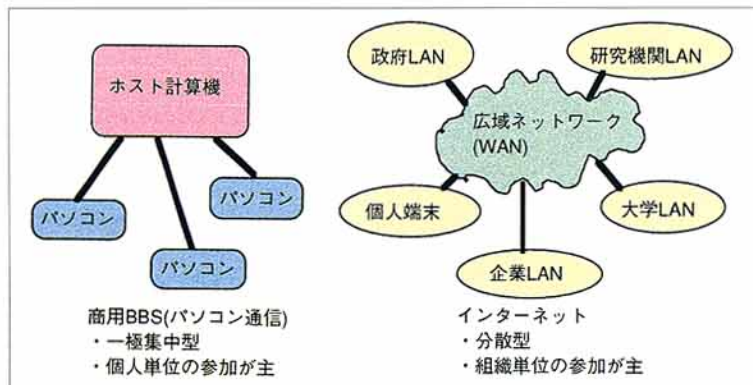 ホスト計算機
パソコン
パソコン
パソコン
商用BBS(パソコン通信)
・一極集中型
・個人単位の参加が主
政府LAN
研究機関LAN
広域ネットワーク
(WAN)
個人端末
大学LAN
企業LAN
インターネット
・分散型
・組織単位の参加が主